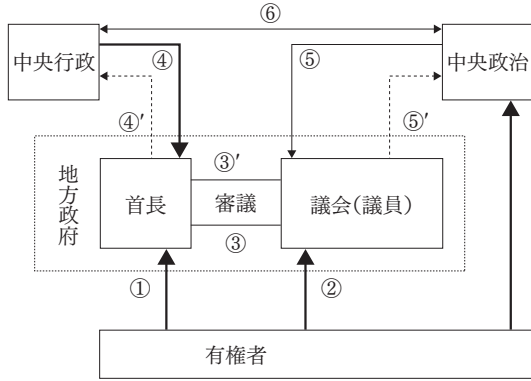 ⑥
中央行政
④
⑤
中央政治
④′
⑤′
地方政府
③′
首長
審議
議会(議員)
③
①
②
有権者